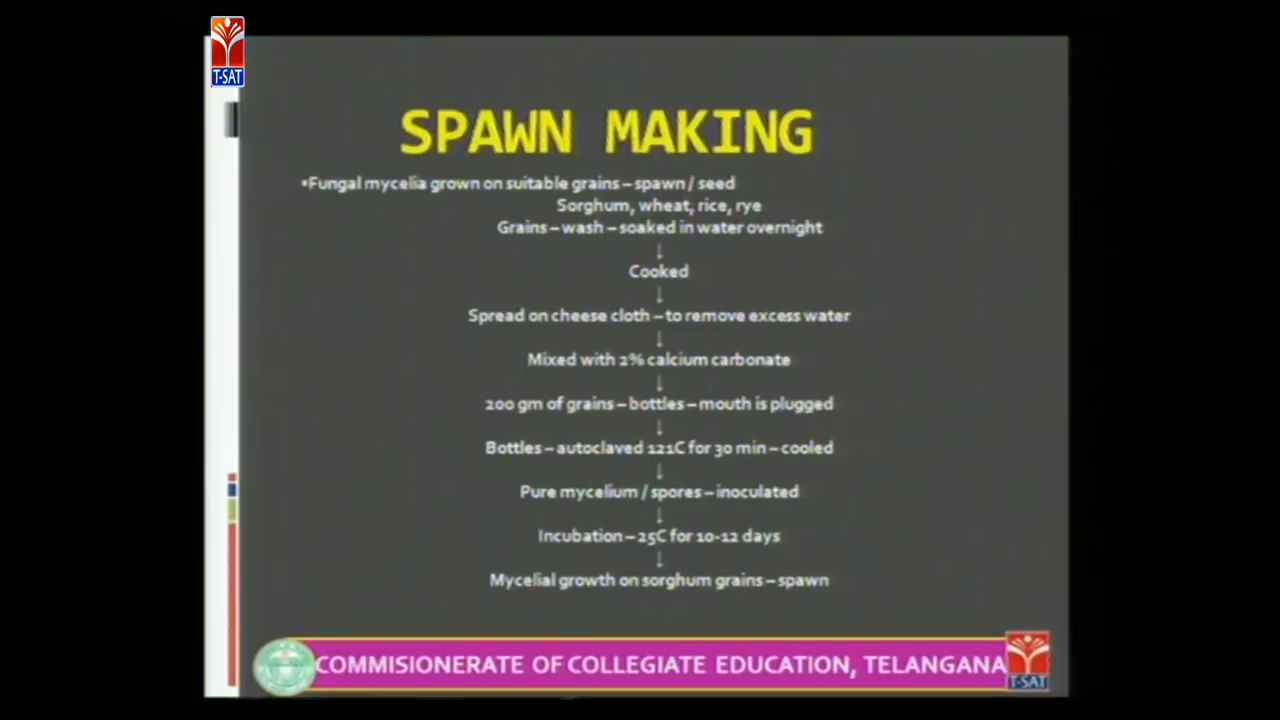 T-SAT
SPAWN MAKING
•Fungal mycelia grown on suitable grains – spawn / seed
Sorghum, wheat, rice, rye
Grains – wash – soaked in water overnight
↓
Cooked
↓
Spread on cheese cloth – to remove excess water
↓
Mixed with 2% calcium carbonate
↓
200 gm of grains – bottles – mouth is plugged
↓
Bottles – autoclaved 121C for 30 min – cooled
↓
Pure mycelium / spores – inoculated
↓
Incubation – 25C for 10-12 days
↓
Mycelial growth on sorghum grains – spawn
COMMISIONERATE OF COLLEGIATE EDUCATION, TELANGANA
T-SAT